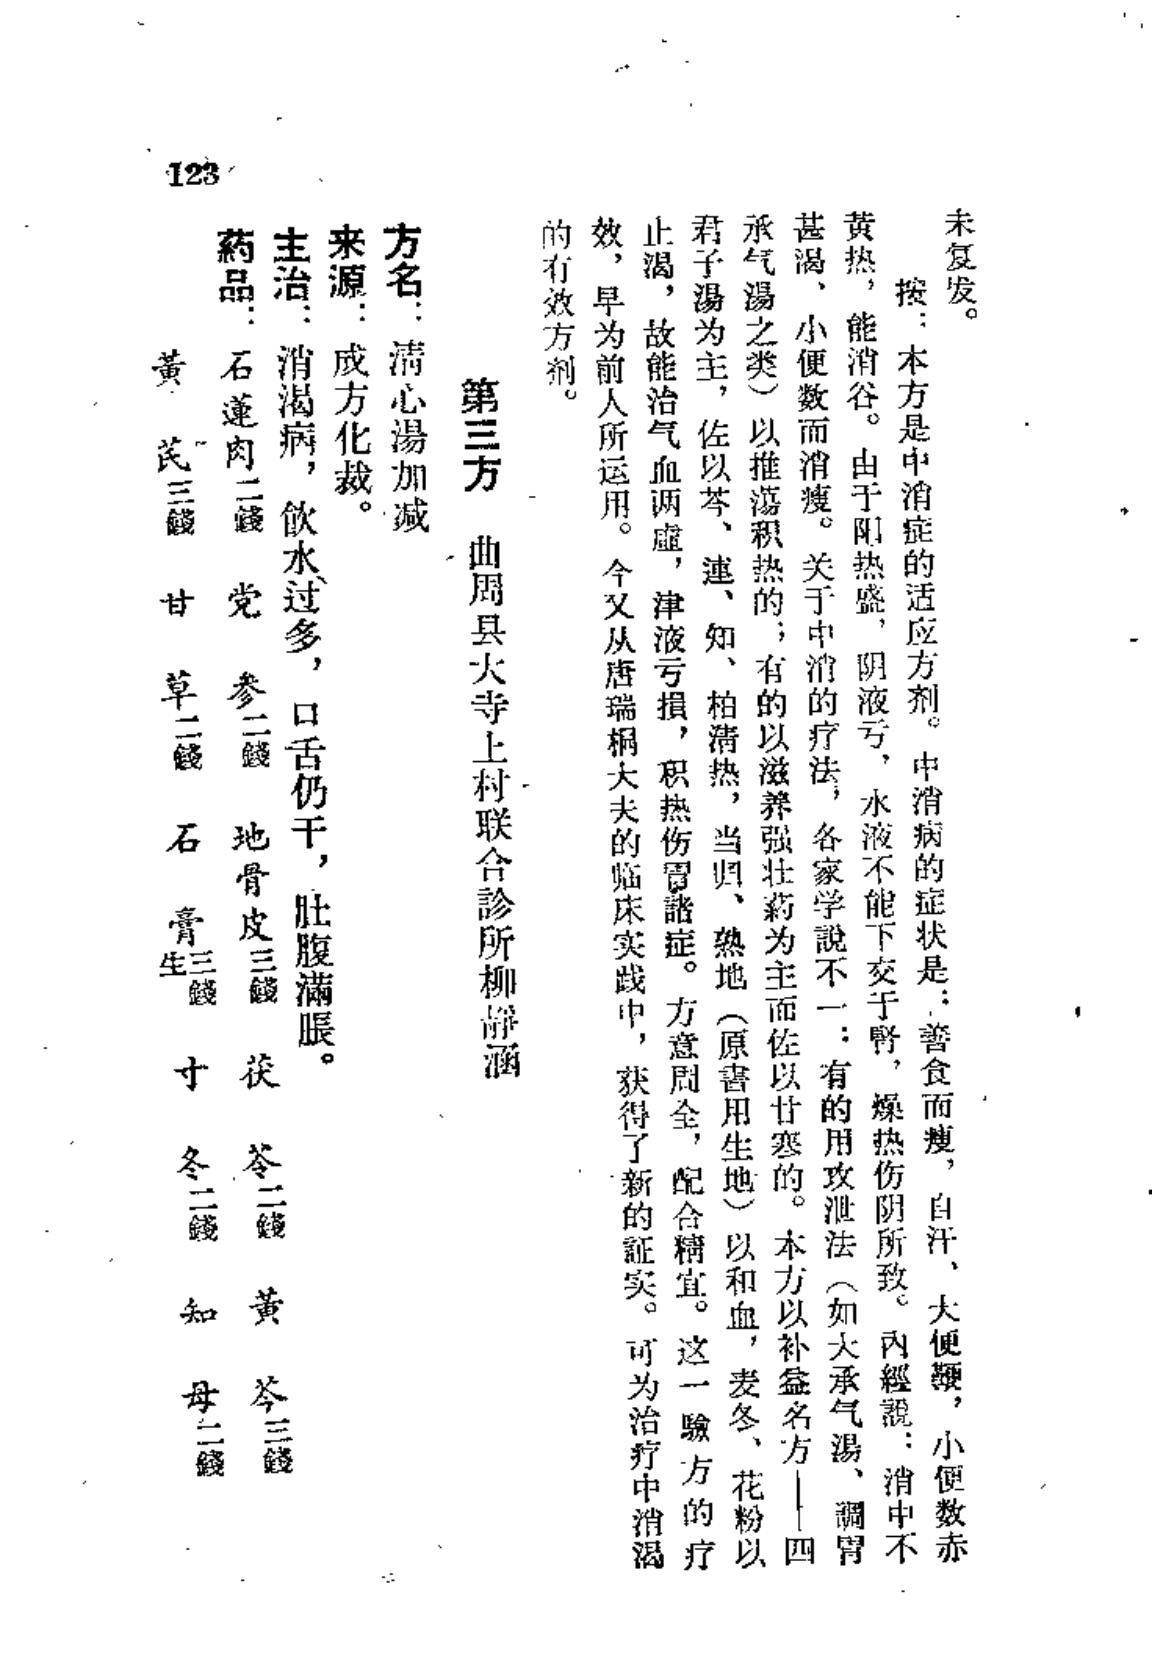 未复发。
按：本方是中消症的适应方剂。中消病的症状是：善食而瘦，自汗、大便鞕，小便数赤
黄热，能消谷。由于阳热盛，阴液亏，水液不能下交于腎，燥热伤阴所致。內經說：消中不
甚渴、小便数而消瘦。关于中消的疗法，各家学說不一：有的用攻泄法（如大承气湯、調胃
承气湯之类）以推荡积热的；有的以滋养强壮葯为主而佐以甘寒的。本方以补益名方——四
君子湯为主，佐以芩、連、知、柏清热，当归、熟地（原書用生地）以和血，麦冬、花粉以
止渴，故能治气血两虛，津液亏損，积热伤胃諸症。方意周全，配合精宜。这一驗方的疗
效，早为前人所运用。今又从唐瑞桐大夫的临床实践中，获得了新的証实。可为治疗中消渴
的有效方剂。
第三方　曲周县大寺上村联合診所柳靜涵
方名：清心湯加减
来源：成方化裁。
主治：消渴病，飲水过多，口舌仍干，肚腹滿脹。
药品：石蓮肉二錢　党参二錢　地骨皮三錢　茯苓二錢　黃芩三錢
黃芪三錢　甘草二錢　石膏生三錢　寸冬二錢　知母二錢
123